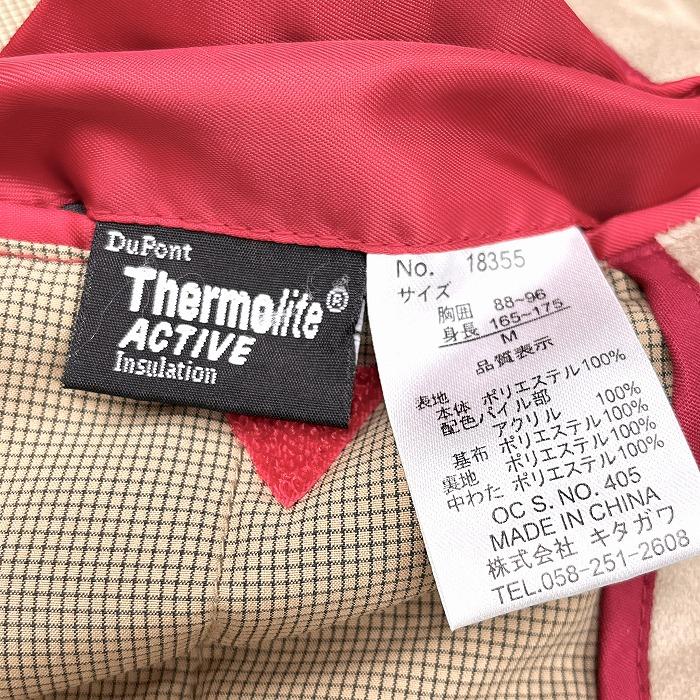 DuPont
Thermolite®
ACTIVE
Insulation
No. 18355
サイズ
胸囲 88~96
身長 165~175
M
品質表示
表地
本体 ポリエステル100%
配色パイル部
アクリル 100%
基布 ポリエステル100%
裏地 ポリエステル100%
中わた ポリエステル100%
OC S. NO. 405
MADE IN CHINA
株式会社 キタガワ
TEL.058-251-2608